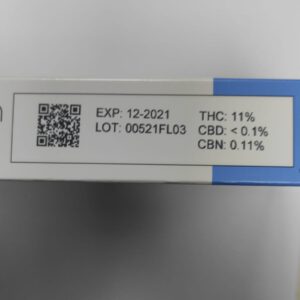 EXP: 12-2021
LOT: 00521FL03
THC: 11%
CBD: < 0.1%
CBN: 0.11%